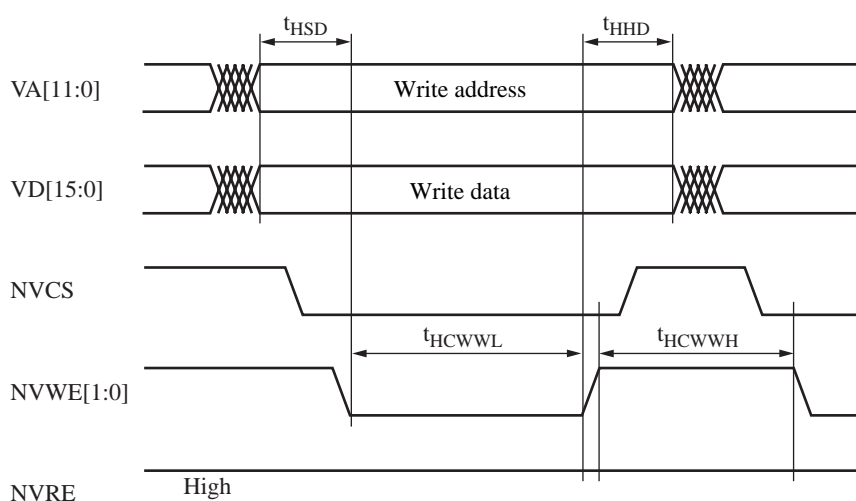 tHSD tHHD
VA[11:0] Write address
VD[15:0] Write data
NVCS
tHCWWL tHCWWH
NVWE[1:0]
NVRE High